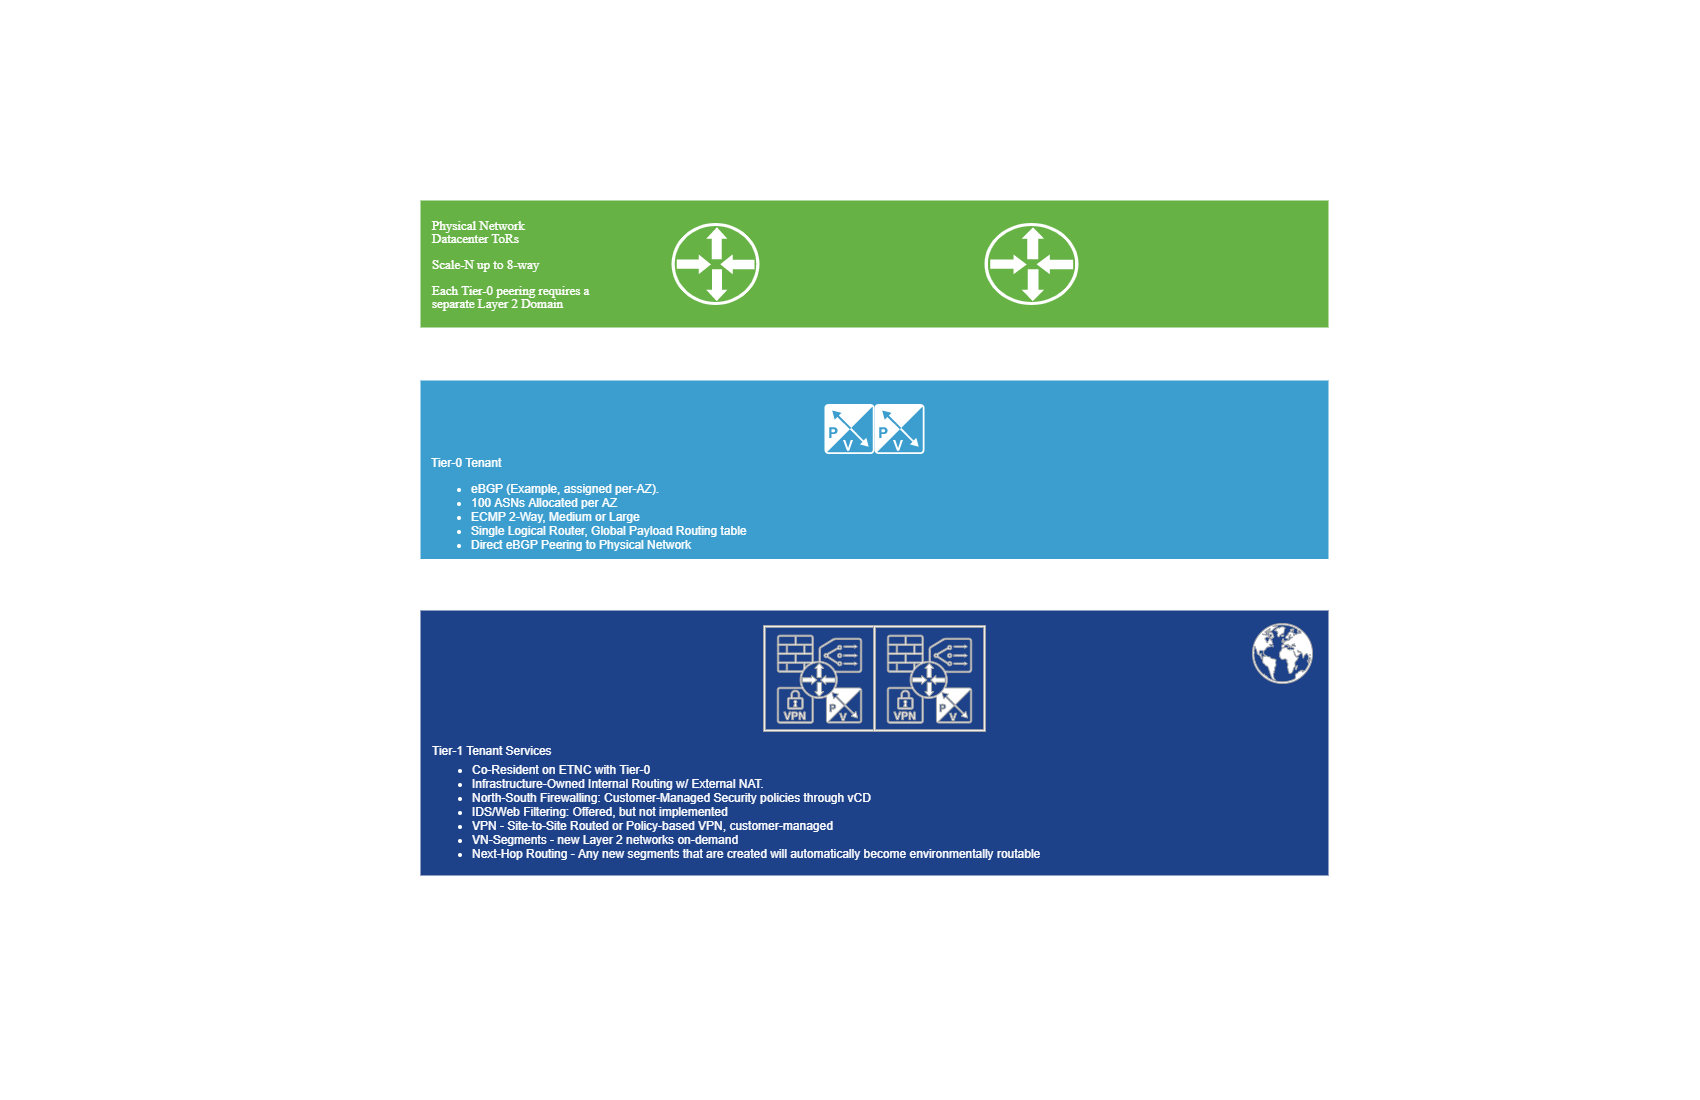 Physical Network
Datacenter ToRs
Scale-N up to 8-way
Each Tier-0 peering requires a
separate Layer 2 Domain
P
V
P
V
Tier-0 Tenant
eBGP (Example, assigned per-AZ).
100 ASNs Allocated per AZ
ECMP 2-Way, Medium or Large
Single Logical Router, Global Payload Routing table
Direct eBGP Peering to Physical Network
VPN
P
V
VPN
P
V
Tier-1 Tenant Services
Co-Resident on ETNC with Tier-0
Infrastructure-Owned Internal Routing w/ External NAT.
North-South Firewalling: Customer-Managed Security policies through vCD
IDS/Web Filtering: Offered, but not implemented
VPN - Site-to-Site Routed or Policy-based VPN, customer-managed
VN-Segments - new Layer 2 networks on-demand
Next-Hop Routing - Any new segments that are created will automatically become environmentally routable